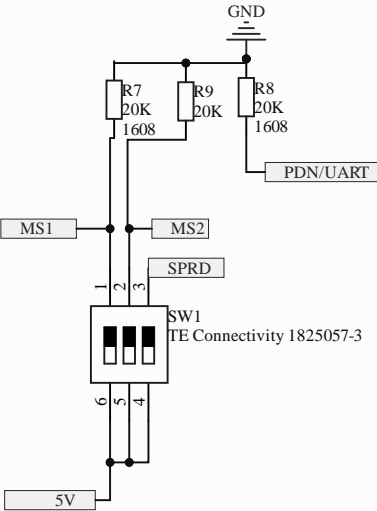 GND
R7
20K
1608
R9
20K
R8
20K
1608
PDN/UART
MS1
MS2
SPRD
1
2
3
SW1
TE Connectivity 1825057-3
6
5
4
5V